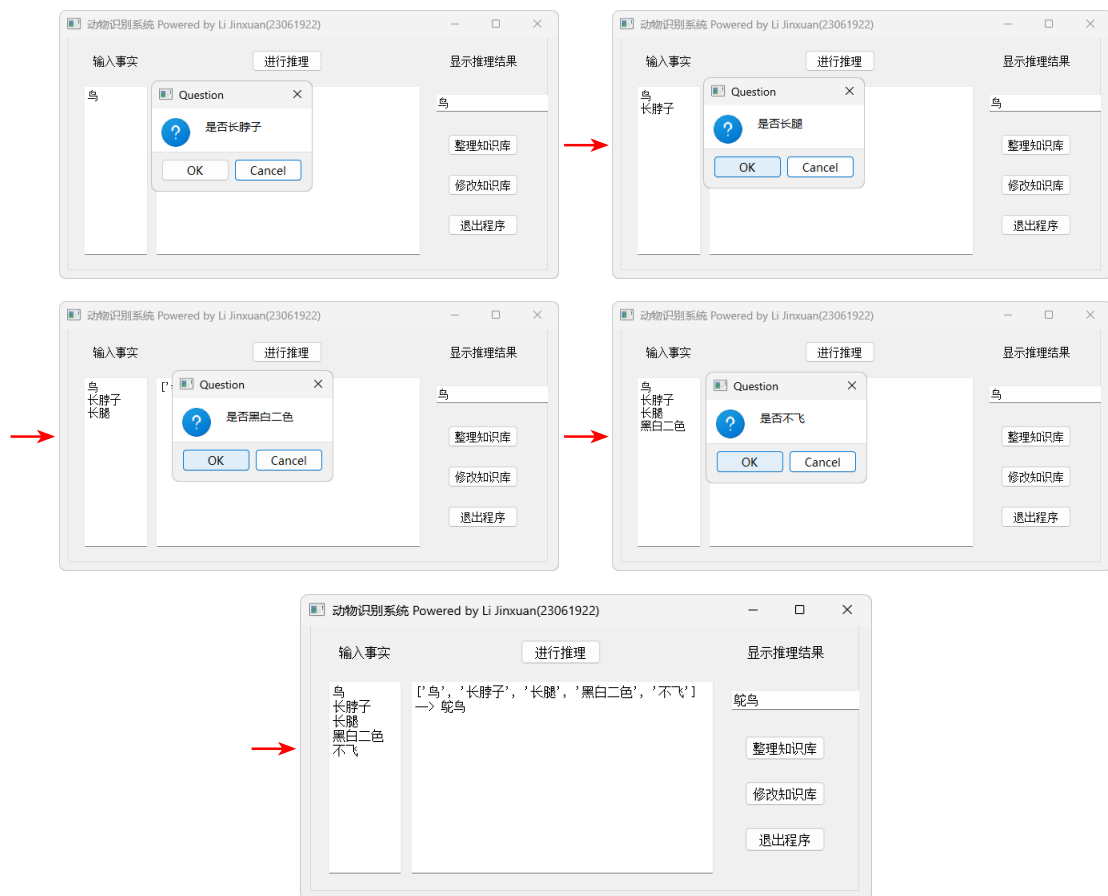 动物识别系统 Powered by Li Jinxuan(23061922)
输入事实
进行推理
显示推理结果
鸟
Question
是否长脖子
OK
Cancel
鸟
整理知识库
修改知识库
退出程序
动物识别系统 Powered by Li Jinxuan(23061922)
输入事实
进行推理
显示推理结果
鸟
长脖子
Question
是否长腿
OK
Cancel
鸟
整理知识库
修改知识库
退出程序
动物识别系统 Powered by Li Jinxuan(23061922)
输入事实
进行推理
显示推理结果
鸟
长脖子
长腿
['
Question
是否黑白二色
OK
Cancel
鸟
整理知识库
修改知识库
退出程序
动物识别系统 Powered by Li Jinxuan(23061922)
输入事实
进行推理
显示推理结果
鸟
长脖子
长腿
黑白二色
Question
是否不飞
OK
Cancel
鸟
整理知识库
修改知识库
退出程序
动物识别系统 Powered by Li Jinxuan(23061922)
输入事实
进行推理
显示推理结果
鸟
长脖子
长腿
黑白二色
不飞
['鸟', '长脖子', '长腿', '黑白二色', '不飞']
—> 鸵鸟
鸵鸟
整理知识库
修改知识库
退出程序